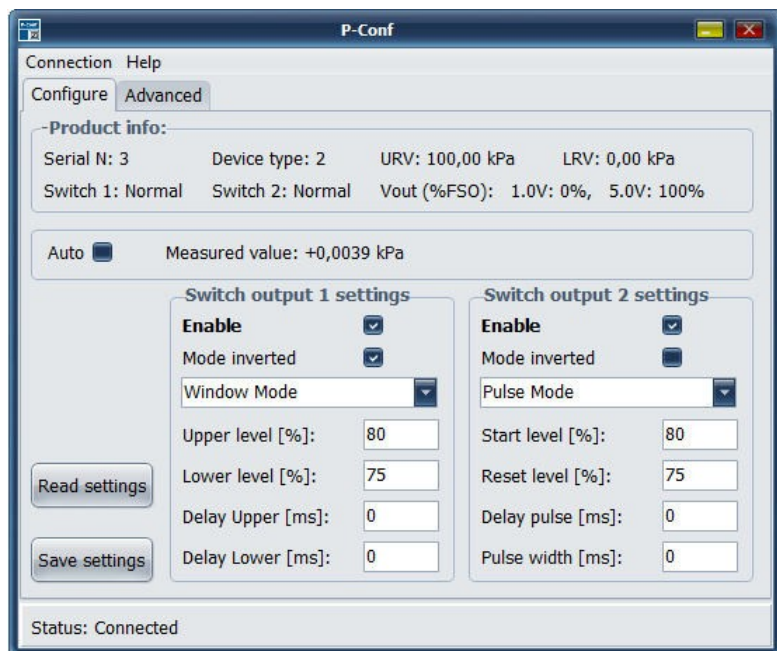 P-Conf
Connection Help
Configure Advanced
Product info:
Serial N: 3 Device type: 2 URV: 100,00 kPa LRV: 0,00 kPa
Switch 1: Normal Switch 2: Normal Vout (%FSO): 1.0V: 0%, 5.0V: 100%
Auto Measured value: +0,0039 kPa
Switch output 1 settings
Enable
Mode inverted
Window Mode
Upper level [%]: 80
Lower level [%]: 75
Delay Upper [ms]: 0
Delay Lower [ms]: 0
Switch output 2 settings
Enable
Mode inverted
Pulse Mode
Start level [%]: 80
Reset level [%]: 75
Delay pulse [ms]: 0
Pulse width [ms]: 0
Read settings
Save settings
Status: Connected